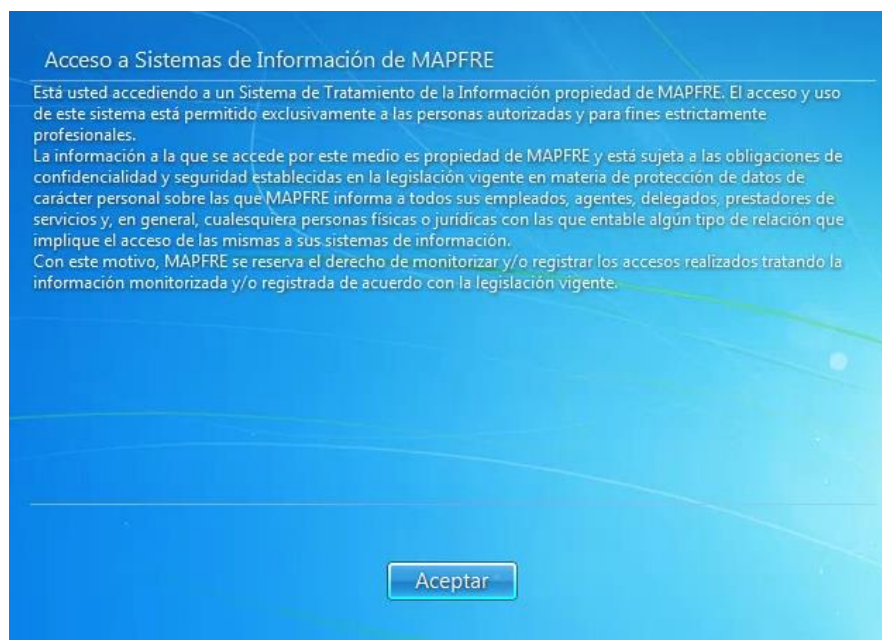 Acceso a Sistemas de Información de MAPFRE
Está usted accediendo a un Sistema de Tratamiento de la Información propiedad de MAPFRE. El acceso y uso
de este sistema está permitido exclusivamente a las personas autorizadas y para fines estrictamente
profesionales.
La información a la que se accede por este medio es propiedad de MAPFRE y está sujeta a las obligaciones de
confidencialidad y seguridad establecidas en la legislación vigente en materia de protección de datos de
carácter personal sobre las que MAPFRE informa a todos sus empleados, agentes, delegados, prestadores de
servicios y, en general, cualesquiera personas físicas o jurídicas con las que entable algún tipo de relación que
implique el acceso de las mismas a sus sistemas de información.
Con este motivo, MAPFRE se reserva el derecho de monitorizar y/o registrar los accesos realizados tratando la
información monitorizada y/o registrada de acuerdo con la legislación vigente.
Aceptar